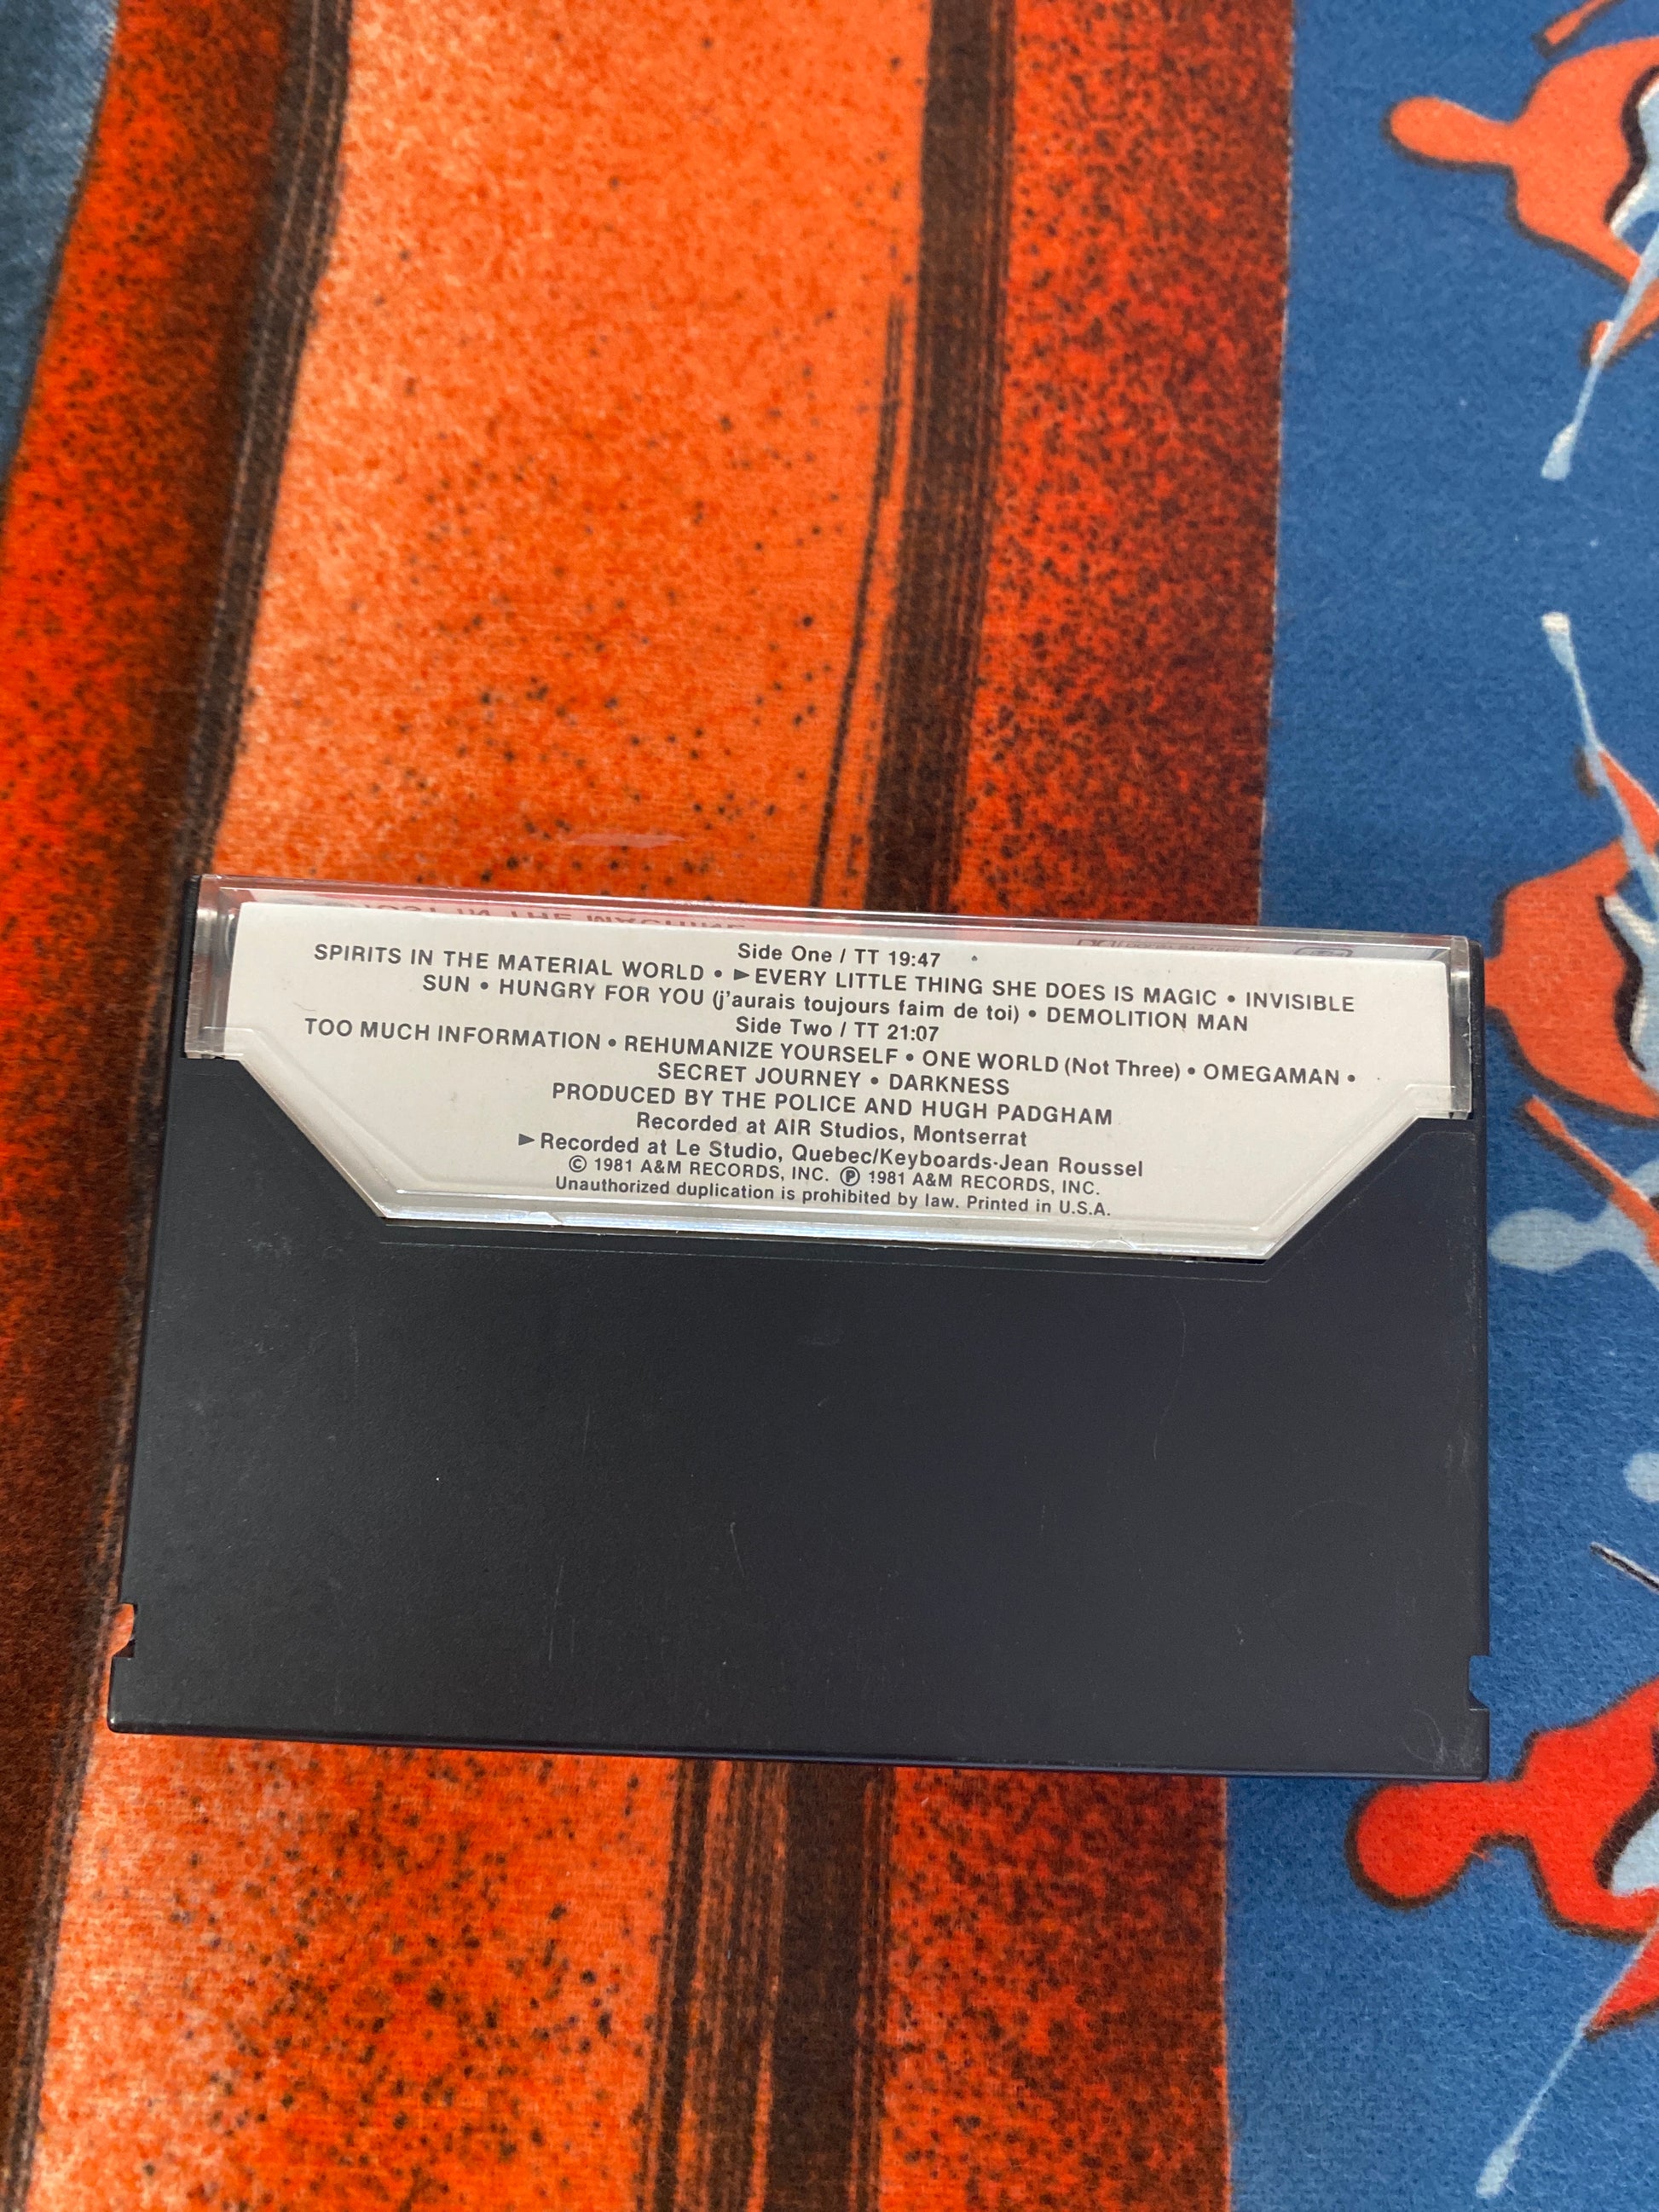 GHOST IN THE MACHINE
Side One / TT 19:47
SPIRITS IN THE MATERIAL WORLD • ►EVERY LITTLE THING SHE DOES IS MAGIC • INVISIBLE
SUN • HUNGRY FOR YOU (j'aurais toujours faim de toi) • DEMOLITION MAN
Side Two / TT 21:07
TOO MUCH INFORMATION • REHUMANIZE YOURSELF • ONE WORLD (Not Three) • OMEGAMAN •
SECRET JOURNEY • DARKNESS
PRODUCED BY THE POLICE AND HUGH PADGHAM
Recorded at AIR Studios, Montserrat
►Recorded at Le Studio, Quebec/Keyboards-Jean Roussel
© 1981 A&M RECORDS, INC. ℗ 1981 A&M RECORDS, INC.
Unauthorized duplication is prohibited by law. Printed in U.S.A.